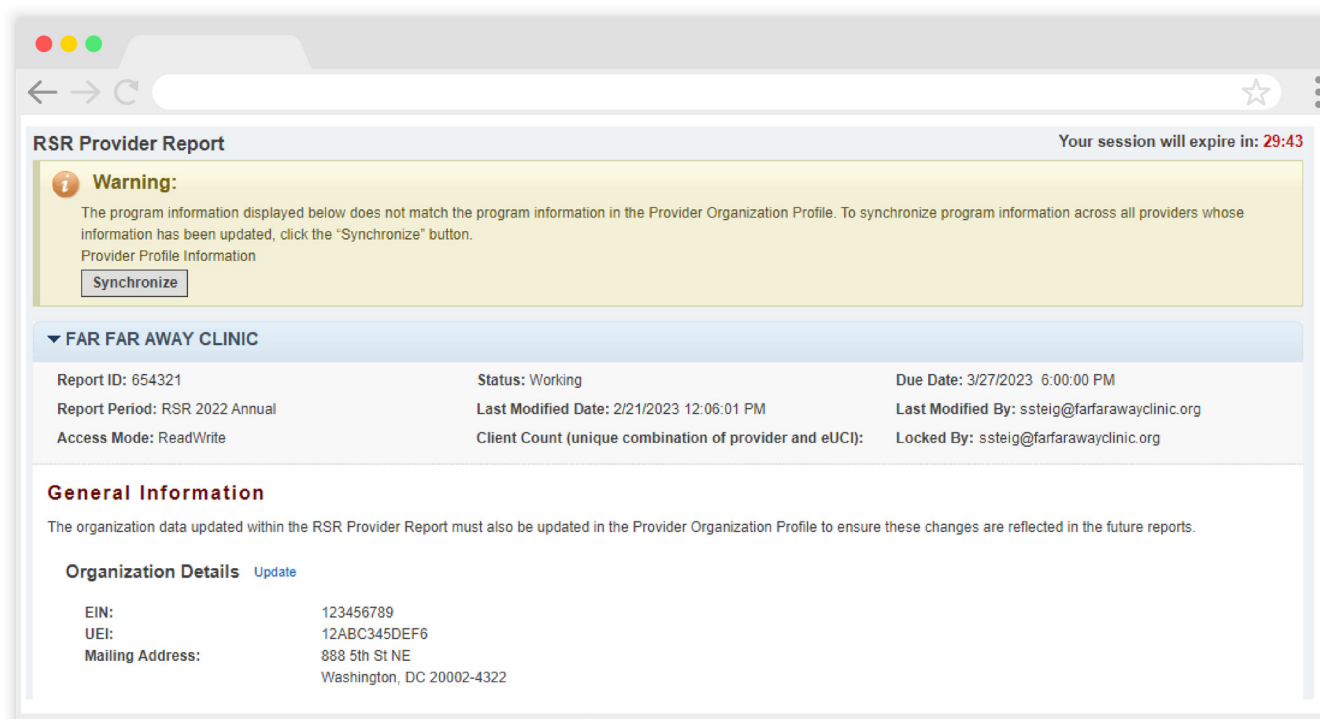 RSR Provider Report Your session will expire in: 29:43
Warning:
The program information displayed below does not match the program information in the Provider Organization Profile. To synchronize program information across all providers whose
information has been updated, click the “Synchronize” button.
Provider Profile Information
Synchronize
FAR FAR AWAY CLINIC
Report ID: 654321 Status: Working Due Date: 3/27/2023 6:00:00 PM
Report Period: RSR 2022 Annual Last Modified Date: 2/21/2023 12:06:01 PM Last Modified By: ssteig@farfarawayclinic.org
Access Mode: ReadWrite Client Count (unique combination of provider and eUCI): Locked By: ssteig@farfarawayclinic.org
General Information
The organization data updated within the RSR Provider Report must also be updated in the Provider Organization Profile to ensure these changes are reflected in the future reports.
Organization Details Update
EIN: 123456789
UEI: 12ABC345DEF6
Mailing Address: 888 5th St NE
Washington, DC 20002-4322